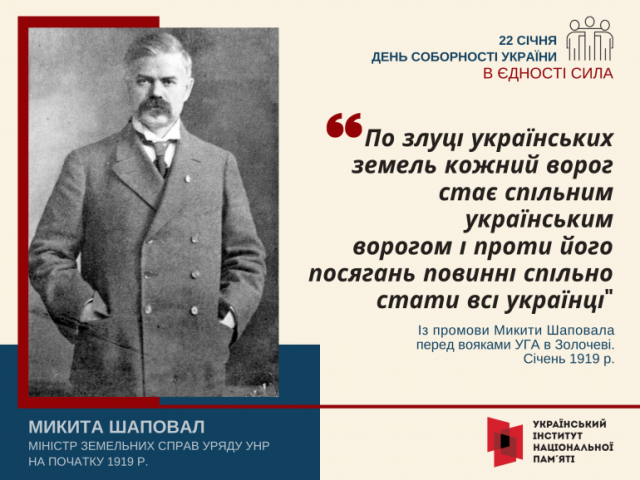 22 СІЧНЯ
ДЕНЬ СОБОРНОСТІ УКРАЇНИ
В ЄДНОСТІ СИЛА
“По злуці українських
земель кожний ворог
стає спільним
українським
ворогом і проти його
посягань повинні спільно
стати всі українці"
Із промови Микити Шаповала
перед вояками УГА в Золочеві.
Січень 1919 р.
МИКИТА ШАПОВАЛ
МІНІСТР ЗЕМЕЛЬНИХ СПРАВ УРЯДУ УНР
НА ПОЧАТКУ 1919 Р.
УКРАЇНСЬКИЙ
ІНСТИТУТ
НАЦІОНАЛЬНОЇ
ПАМ'ЯТІ